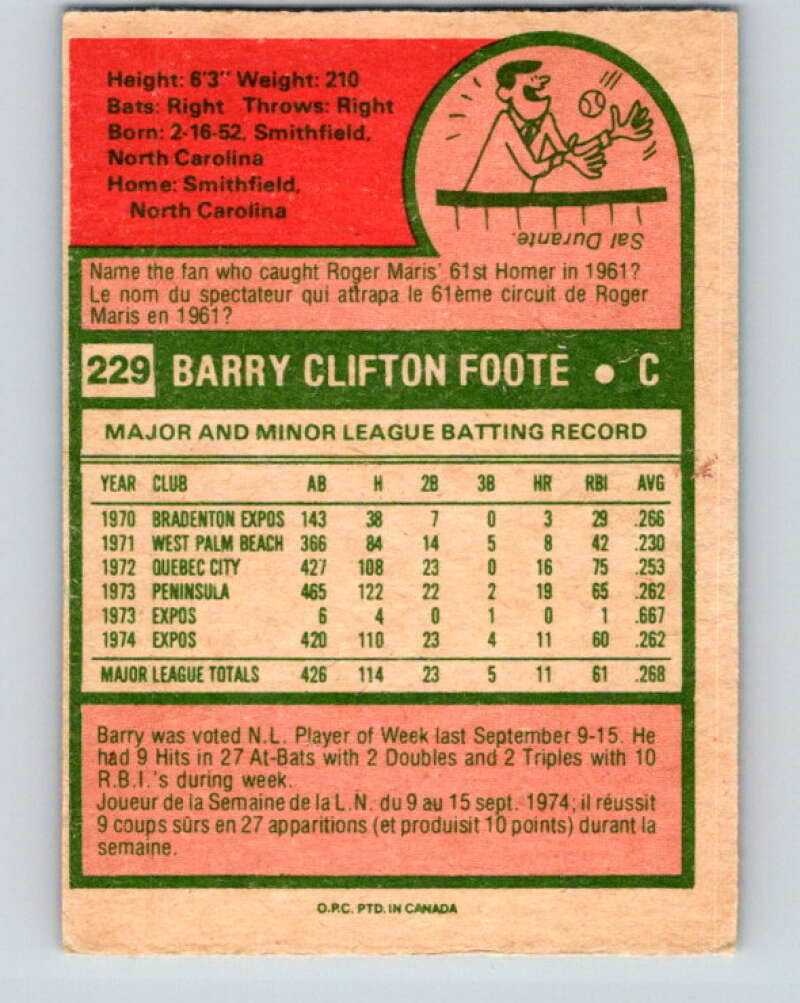 Height: 6'3" Weight: 210
Bats: Right Throws: Right
Born: 2-16-52, Smithfield,
North Carolina
Home: Smithfield,
North Carolina
Sal Durante.
Name the fan who caught Roger Maris' 61st Homer in 1961?
Le nom du spectateur qui attrapa le 61ème circuit de Roger
Maris en 1961?
229 BARRY CLIFTON FOOTE • C
MAJOR AND MINOR LEAGUE BATTING RECORD
YEAR CLUB AB H 2B 3B HR RBI AVG
1970 BRADENTON EXPOS 143 38 7 0 3 29 .266
1971 WEST PALM BEACH 366 84 14 5 8 42 .230
1972 QUEBEC CITY 427 108 23 0 16 75 .253
1973 PENINSULA 465 122 22 2 19 65 .262
1973 EXPOS 6 4 0 1 0 1 .667
1974 EXPOS 420 110 23 4 11 60 .262
MAJOR LEAGUE TOTALS 426 114 23 5 11 61 .268
Barry was voted N.L. Player of Week last September 9-15. He
had 9 Hits in 27 At-Bats with 2 Doubles and 2 Triples with 10
R.B.I.'s during week.
Joueur de la Semaine de la L.N. du 9 au 15 sept. 1974; il réussit
9 coups sûrs en 27 apparitions (et produisit 10 points) durant la
semaine.
O.P.C. PTD. IN CANADA